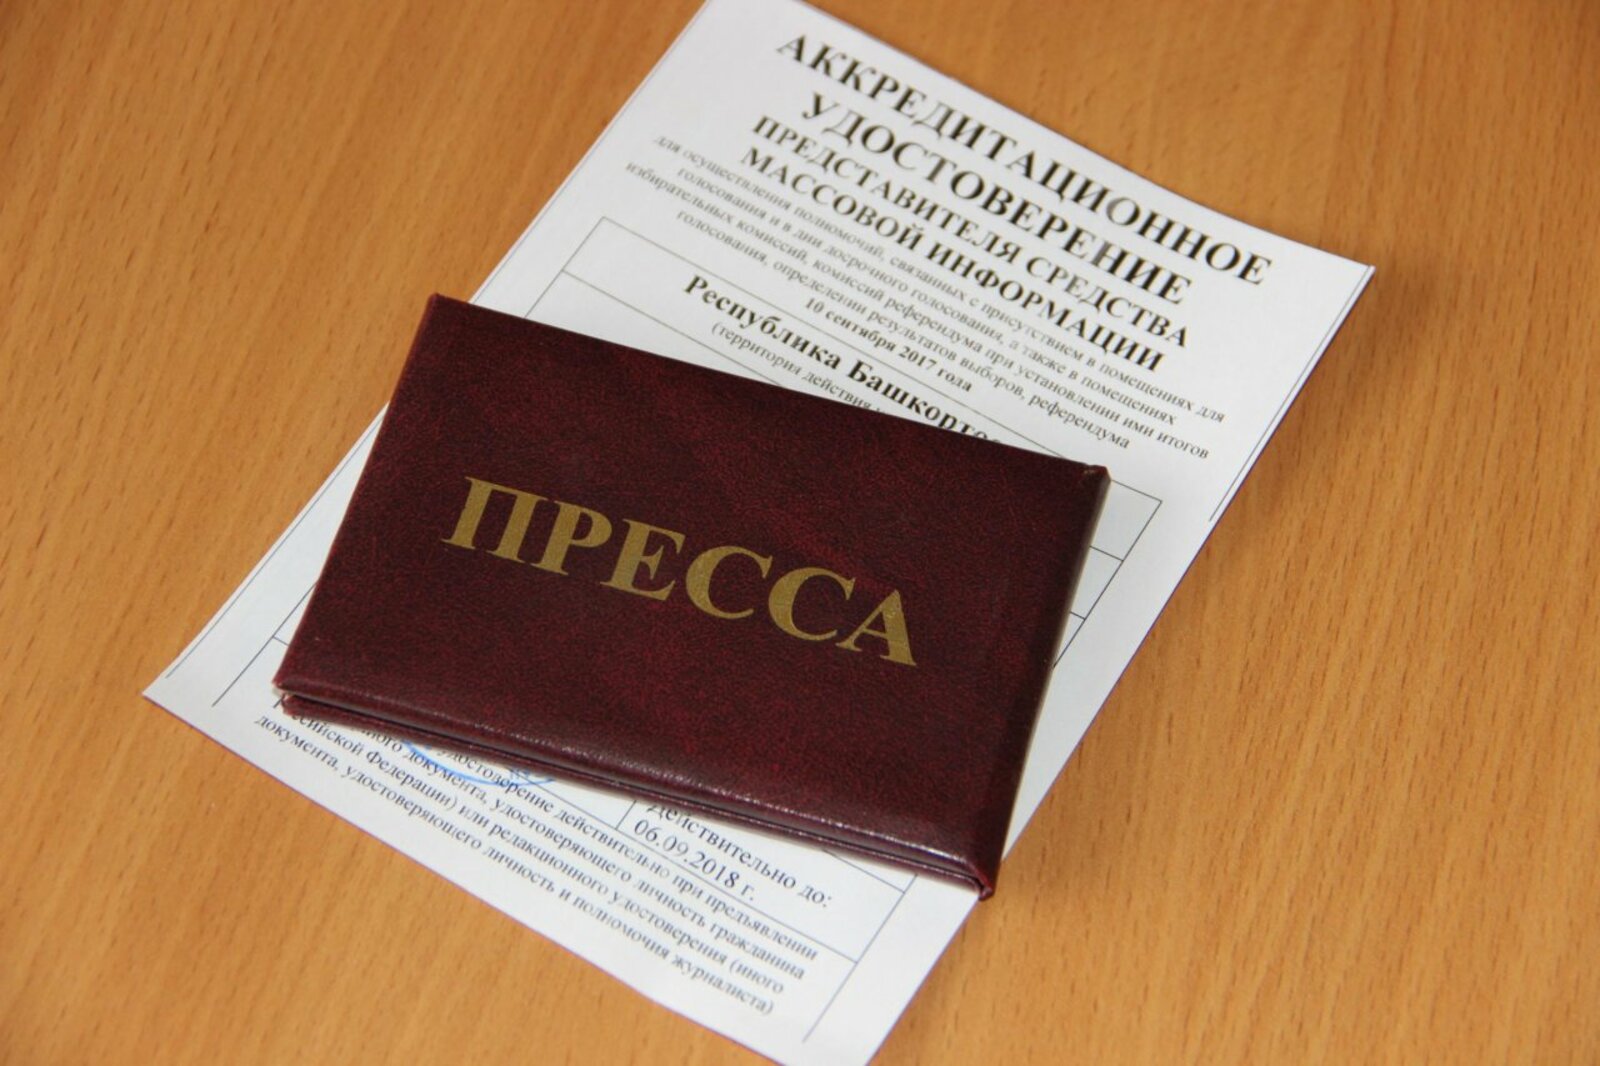 АККРЕДИТАЦИОННОЕ
УДОСТОВЕРЕНИЕ
ПРЕДСТАВИТЕЛЯ СРЕДСТВА
МАССОВОЙ ИНФОРМАЦИИ
для осуществления полномочий, связанных с присутствием в помещениях для
голосования и в дни досрочного голосования, а также в помещениях
избирательных комиссий, комиссий референдума при установлении ими итогов
голосования, определении результатов выборов, референдума
10 сентября 2017 года
Республика Башкорто
(территория действия
ПРЕССА
Действительно до:
06.09.2018 г.
удостоверение действительно при предъявлении
документа, удостоверяющего личность гражданина
Российской Федерации) или редакционного удостоверения (иного
документа, удостоверяющего личность и полномочия журналиста)